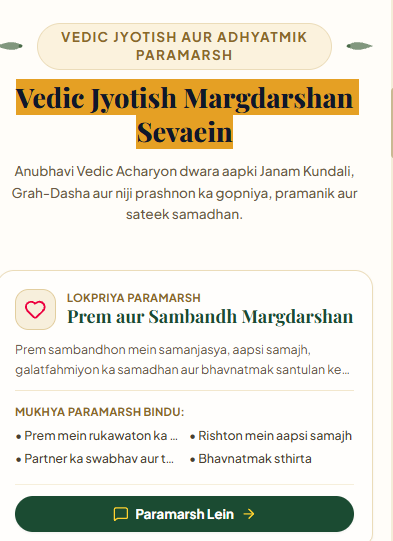 VEDIC JYOTISH AUR ADHYATMIK
PARAMARSH
Vedic Jyotish Margdarshan
Sevaein
Anubhavi Vedic Acharyon dwara aapki Janam Kundali,
Grah-Dasha aur niji prashnon ka gopniya, pramanik aur
sateek samadhan.
LOKPRIYA PARAMARSH
Prem aur Sambandh Margdarshan
Prem sambandhon mein samanjasya, aapsi samajh,
galatfahmiyon ka samadhan aur bhavnatmak santulan ke...
MUKHYA PARAMARSH BINDU:
• Prem mein rukawaton ka ... • Rishton mein aapsi samajh
• Partner ka swabhav aur t... • Bhavnatmak sthirta
Paramarsh Lein →